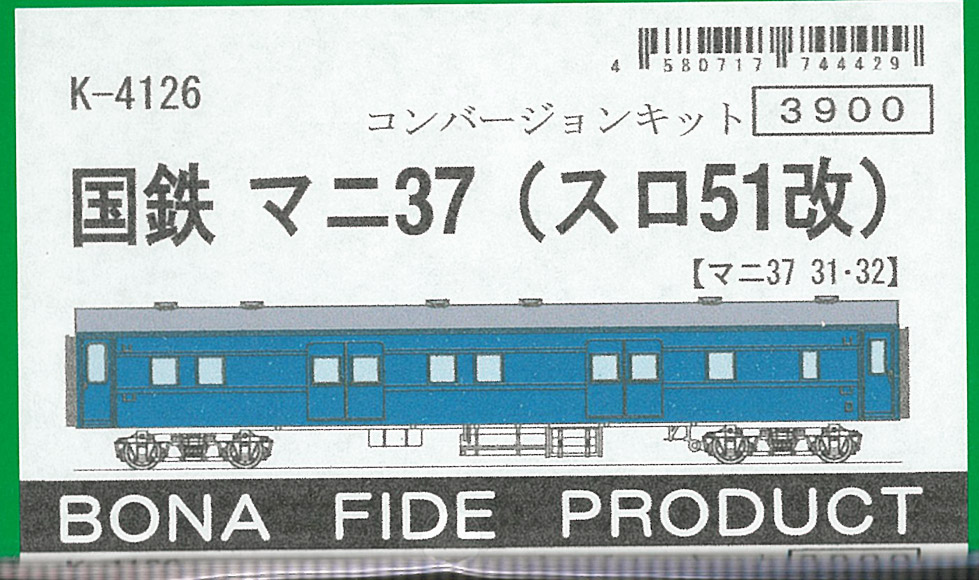 4 580717 744429
K-4126
コンバージョンキット 3900
国鉄 マニ37（スロ51改）
【マニ37 31・32】
BONA FIDE PRODUCT